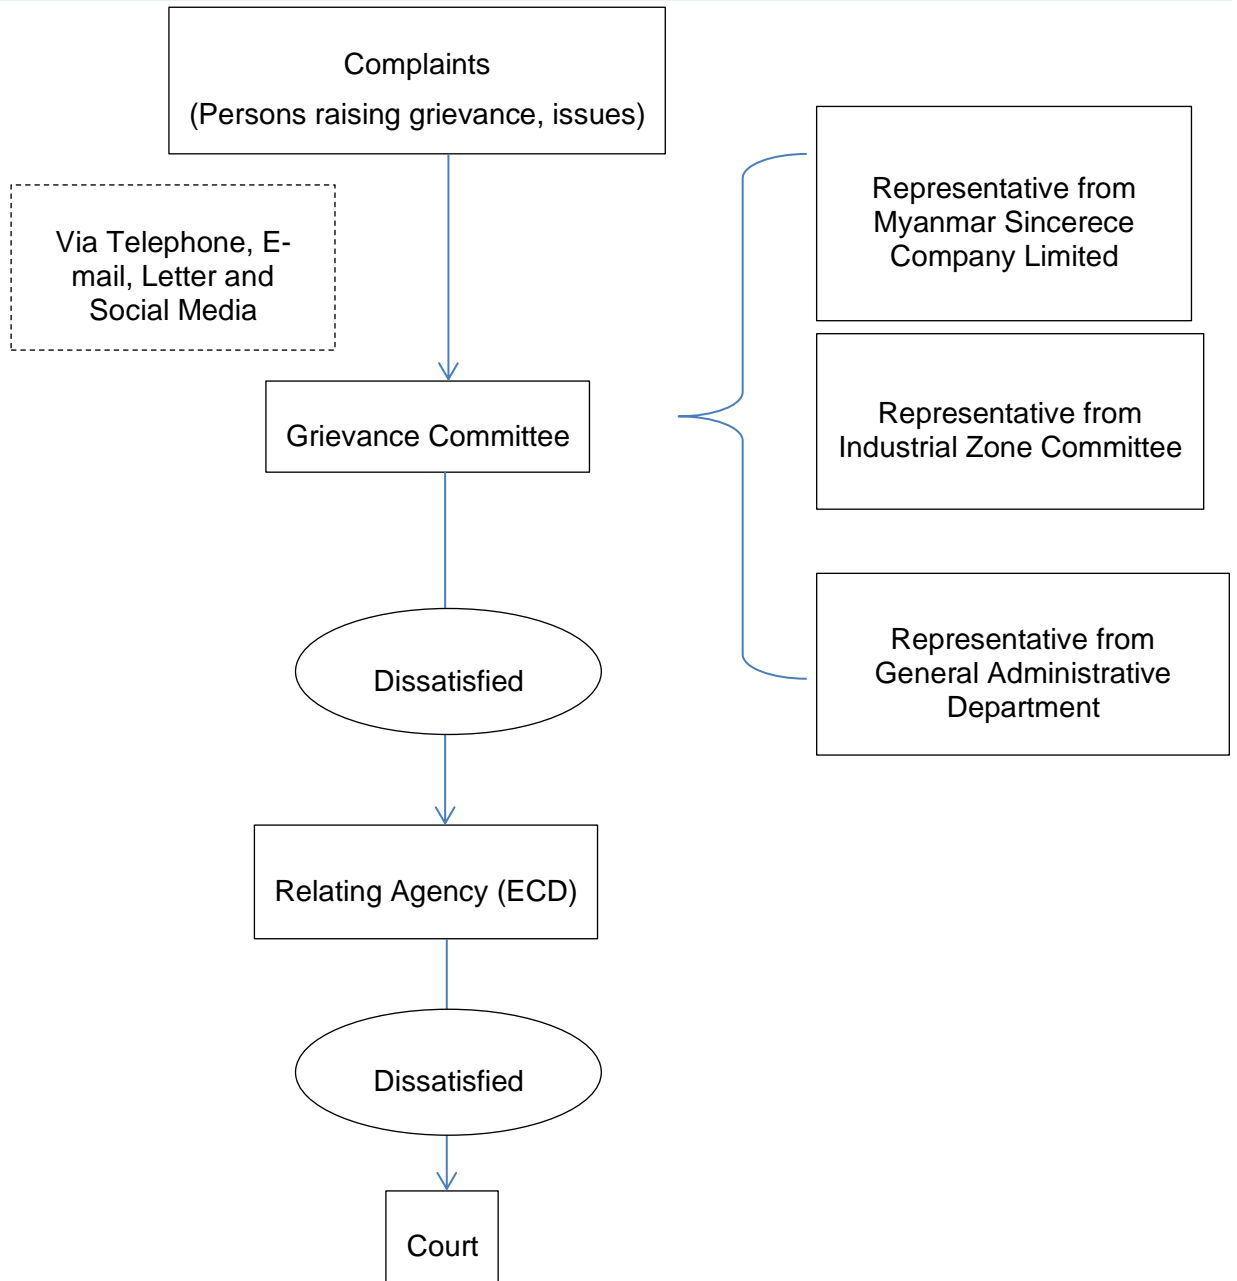 Complaints
(Persons raising grievance, issues)
Via Telephone, E-
mail, Letter and
Social Media
Grievance Committee
Representative from
Myanmar Sincerece
Company Limited
Representative from
Industrial Zone Committee
Representative from
General Administrative
Department
Dissatisfied
Relating Agency (ECD)
Dissatisfied
Court